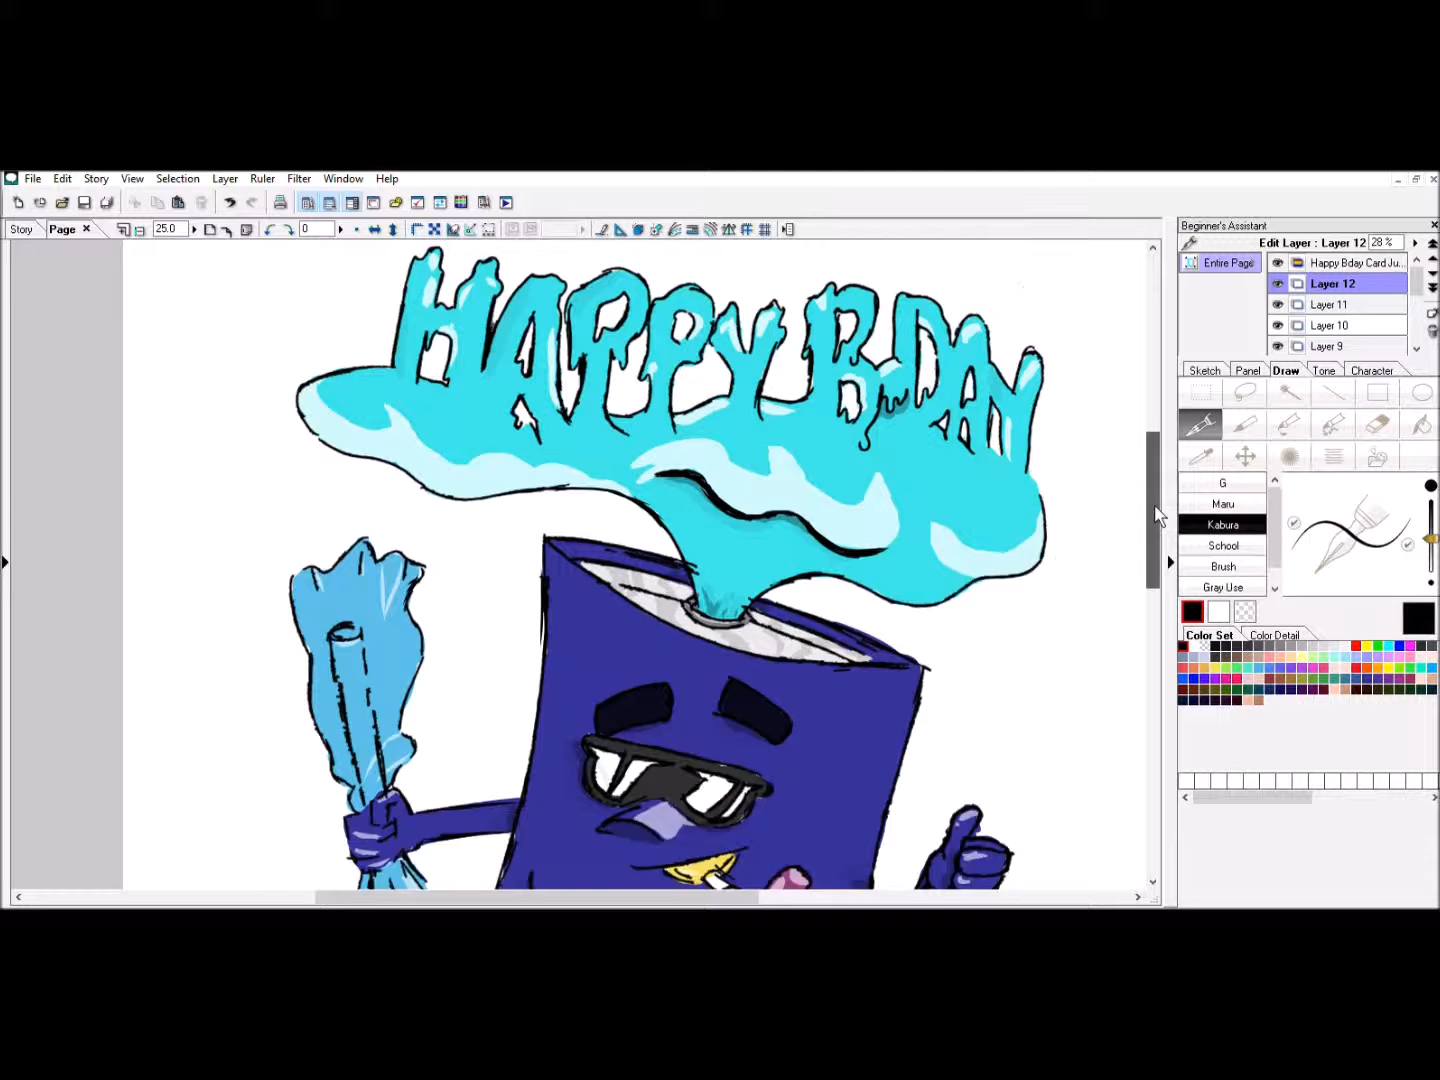 File Edit Story View Selection Layer Ruler Filter Window Help
Story Page 25.0 0
Beginner's Assistant
Edit Layer : Layer 12 28 %
Entire Page
Happy Bday Card Ju...
Layer 12
Layer 11
Layer 10
Layer 9
Sketch Panel Draw Tone Character
G
Maru
Kabura
School
Brush
Gray Use
Color Set Color Detail
HAPPY BDAY